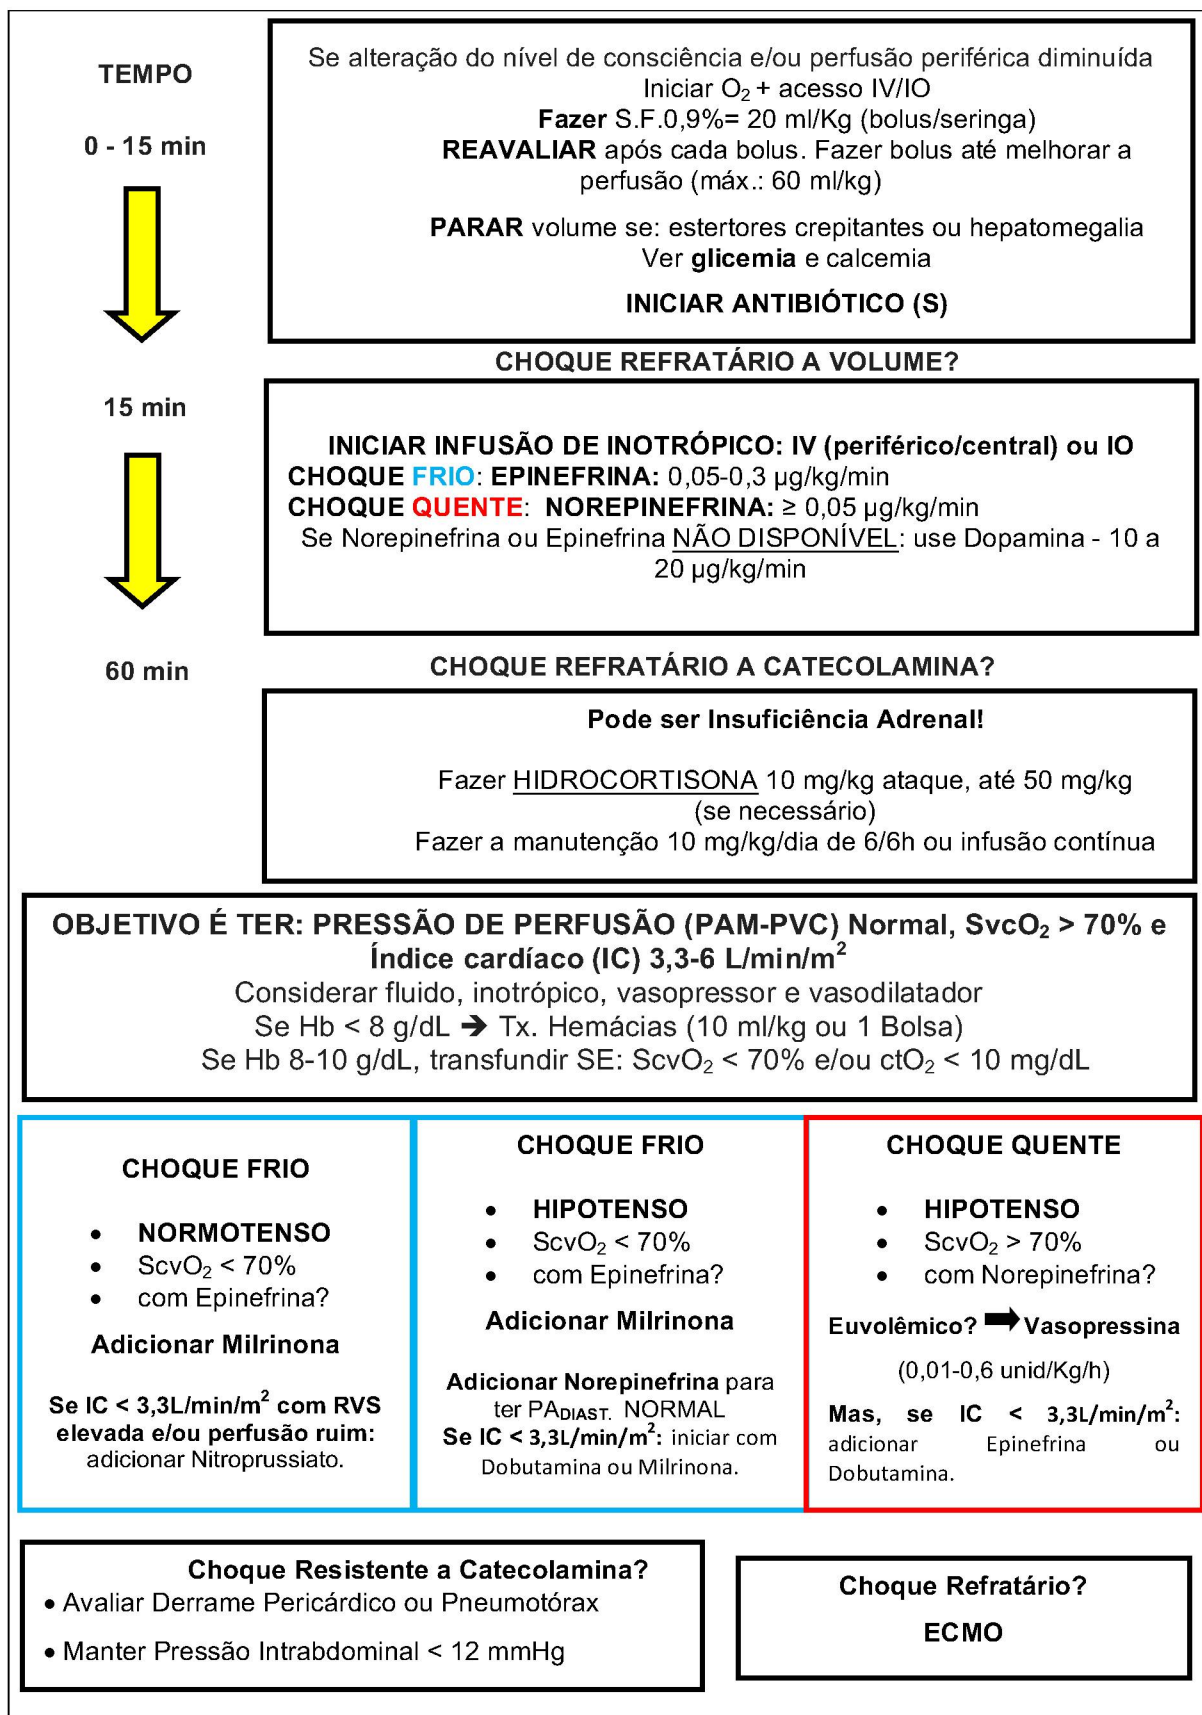 TEMPO
0 - 15 min
Se alteração do nível de consciência e/ou perfusão periférica diminuída
Iniciar O₂ + acesso IV/IO
Fazer S.F.0,9%= 20 ml/Kg (bolus/seringa)
REAVALIAR após cada bolus. Fazer bolus até melhorar a
perfusão (máx.: 60 ml/kg)
PARAR volume se: estertores crepitantes ou hepatomegalia
Ver glicemia e calcemia
INICIAR ANTIBIÓTICO (S)
CHOQUE REFRATÁRIO A VOLUME?
15 min
INICIAR INFUSÃO DE INOTRÓPICO: IV (periférico/central) ou IO
CHOQUE FRIO: EPINEFRINA: 0,05-0,3 µg/kg/min
CHOQUE QUENTE: NOREPINEFRINA: ≥ 0,05 µg/kg/min
Se Norepinefrina ou Epinefrina NÃO DISPONÍVEL: use Dopamina - 10 a
20 µg/kg/min
60 min
CHOQUE REFRATÁRIO A CATECOLAMINA?
Pode ser Insuficiência Adrenal!
Fazer HIDROCORTISONA 10 mg/kg ataque, até 50 mg/kg
(se necessário)
Fazer a manutenção 10 mg/kg/dia de 6/6h ou infusão contínua
OBJETIVO É TER: PRESSÃO DE PERFUSÃO (PAM-PVC) Normal, SvcO₂ > 70% e
Índice cardíaco (IC) 3,3-6 L/min/m²
Considerar fluido, inotrópico, vasopressor e vasodilatador
Se Hb < 8 g/dL ➔ Tx. Hemácias (10 ml/kg ou 1 Bolsa)
Se Hb 8-10 g/dL, transfundir SE: ScvO₂ < 70% e/ou ctO₂ < 10 mg/dL
CHOQUE FRIO
• NORMOTENSO
• ScvO₂ < 70%
• com Epinefrina?
Adicionar Milrinona
Se IC < 3,3L/min/m² com RVS
elevada e/ou perfusão ruim:
adicionar Nitroprussiato.
CHOQUE FRIO
• HIPOTENSO
• ScvO₂ < 70%
• com Epinefrina?
Adicionar Milrinona
Adicionar Norepinefrina para
ter PA DIAST. NORMAL
Se IC < 3,3L/min/m²: iniciar com
Dobutamina ou Milrinona.
CHOQUE QUENTE
• HIPOTENSO
• ScvO₂ > 70%
• com Norepinefrina?
Euvolêmico? ➡ Vasopressina
(0,01-0,6 unid/Kg/h)
Mas, se IC < 3,3L/min/m²:
adicionar Epinefrina ou
Dobutamina.
Choque Resistente a Catecolamina?
• Avaliar Derrame Pericárdico ou Pneumotórax
• Manter Pressão Intrabdominal < 12 mmHg
Choque Refratário?
ECMO